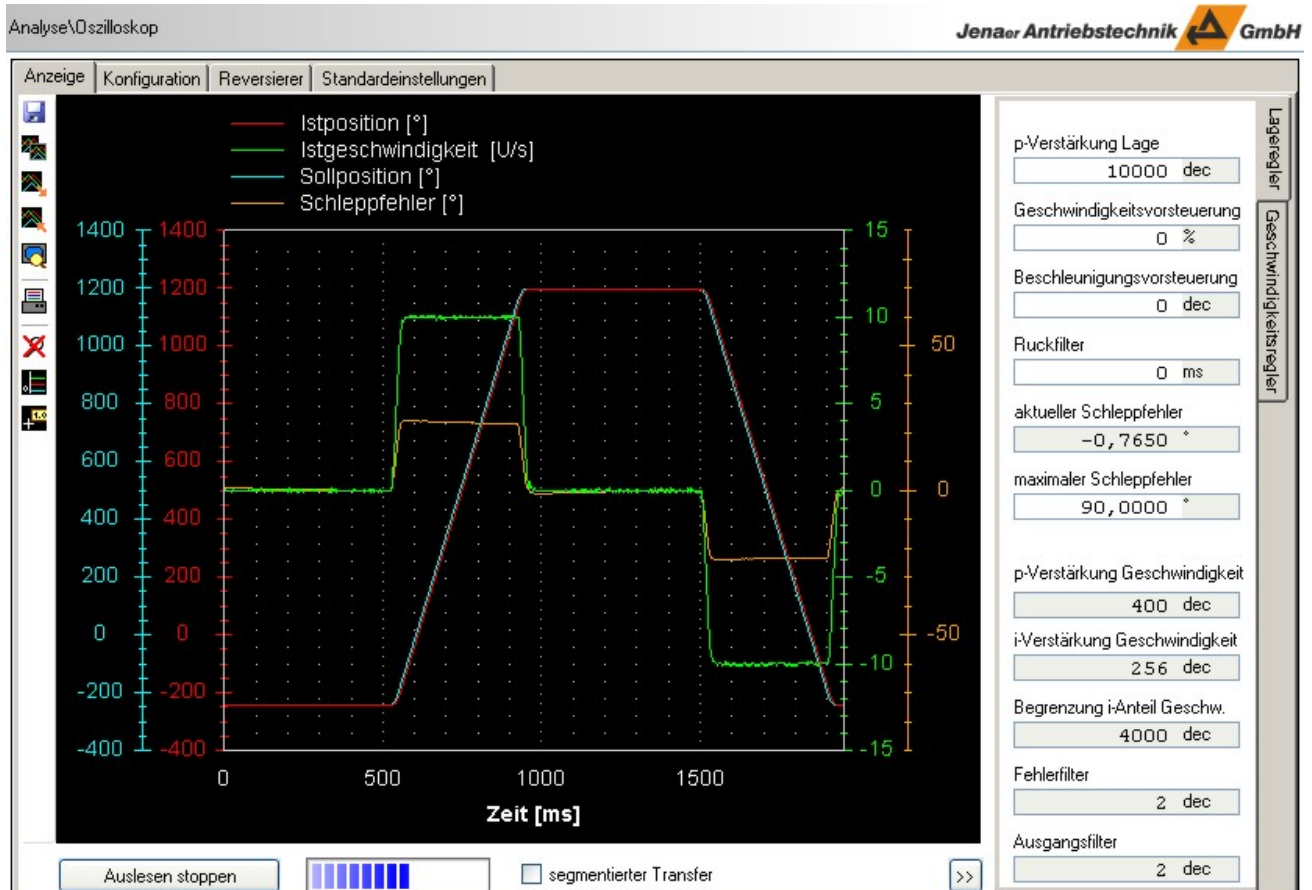 Analyse\Oszilloskop
Jenaer Antriebstechnik GmbH
Anzeige Konfiguration Reversierer Standardeinstellungen
Istposition [°]
Istgeschwindigkeit [U/s]
Sollposition [°]
Schleppfehler [°]
1400 1400 15
1200 1200 10
1000 1000 50
800 800 5
600 600
400 400 0 0
200 200 -5
0 0 -50
-200 -200 -10
-400 -400 -15
0 500 1000 1500
Zeit [ms]
1.0
Auslesen stoppen
segmentierter Transfer
>>
p-Verstärkung Lage
10000 dec
Geschwindigkeitsvorsteuerung
0 %
Beschleunigungsvorsteuerung
0 dec
Ruckfilter
0 ms
aktueller Schleppfehler
-0,7650 °
maximaler Schleppfehler
90,0000 °
p-Verstärkung Geschwindigkeit
400 dec
i-Verstärkung Geschwindigkeit
256 dec
Begrenzung i-Anteil Geschw.
4000 dec
Fehlerfilter
2 dec
Ausgangsfilter
2 dec
Lageregler
Geschwindigkeitsregler